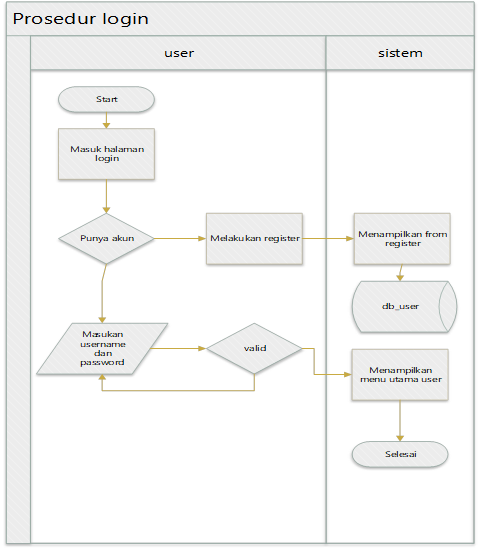 Prosedur login
user
sistem
Start
Masuk halaman
login
Punya akun
Melakukan register
Menampilkan from
register
db_user
Masukan
username
dan
password
valid
Menampilkan
menu utama user
Selesai